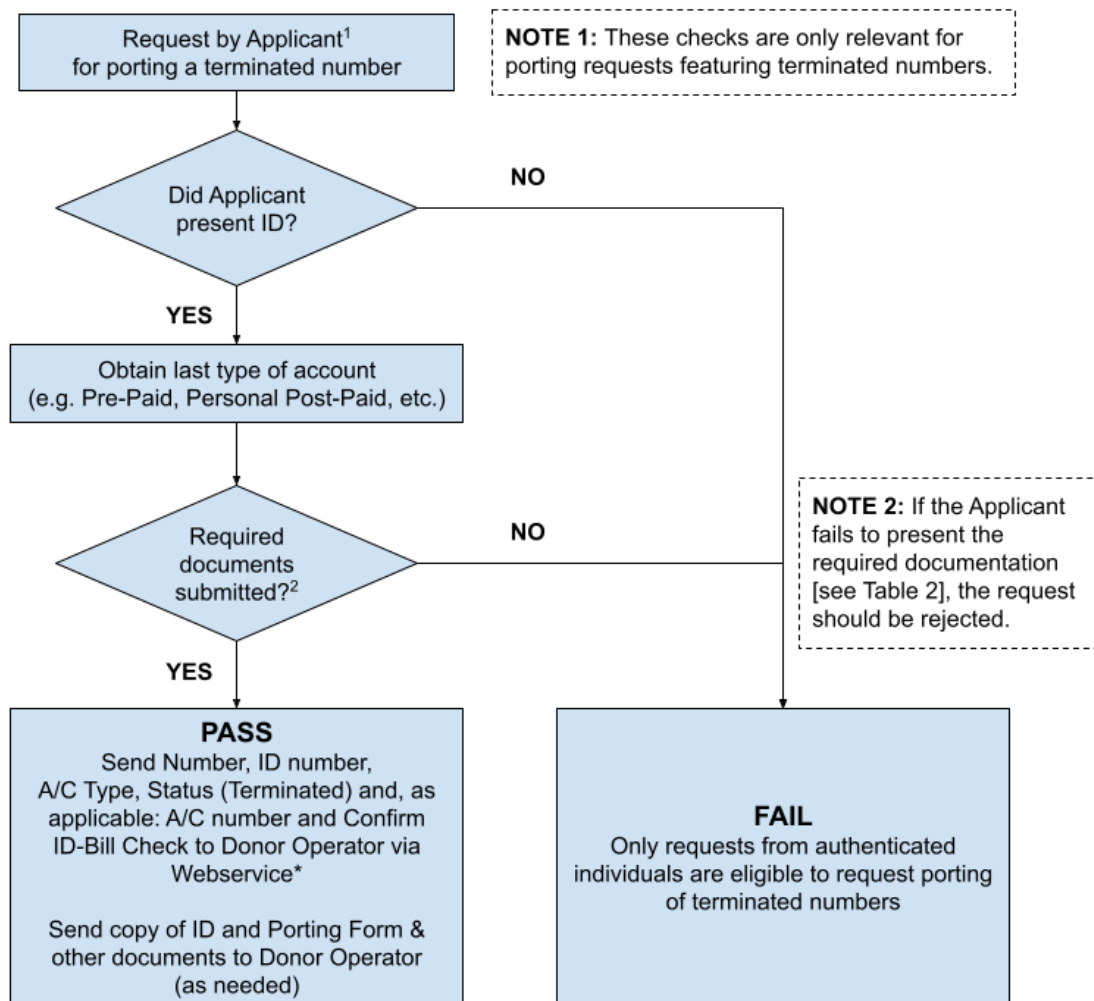 Request by Applicant¹
for porting a terminated number
NOTE 1: These checks are only relevant for
porting requests featuring terminated numbers.
Did Applicant
present ID?
NO
YES
Obtain last type of account
(e.g. Pre-Paid, Personal Post-Paid, etc.)
Required
documents
submitted?²
NO
NOTE 2: If the Applicant
fails to present the
required documentation
[see Table 2], the request
should be rejected.
YES
PASS
Send Number, ID number,
A/C Type, Status (Terminated) and, as
applicable: A/C number and Confirm
ID-Bill Check to Donor Operator via
Webservice*
Send copy of ID and Porting Form &
other documents to Donor Operator
(as needed)
FAIL
Only requests from authenticated
individuals are eligible to request porting
of terminated numbers